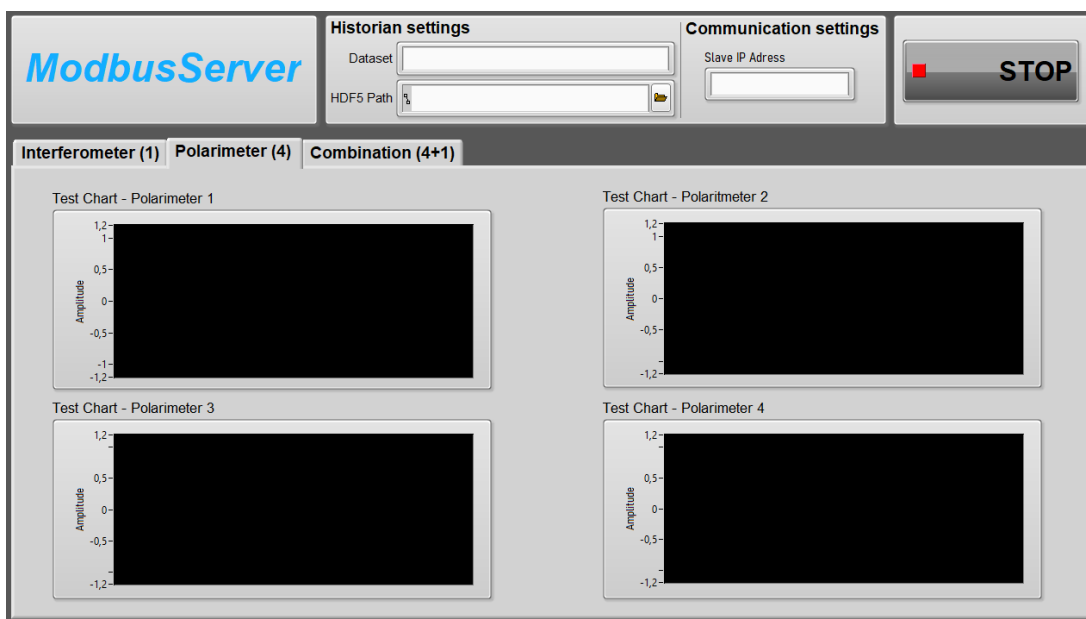 ModbusServer
Historian settings
Dataset
HDF5 Path
Communication settings
Slave IP Adress
STOP
Interferometer (1)
Polarimeter (4)
Combination (4+1)
Test Chart - Polarimeter 1
1,2
1
0,5
0
-0,5
-1
-1,2
Amplitude
Test Chart - Polaritmeter 2
1,2
1
0,5
0
-0,5
-1,2
Amplitude
Test Chart - Polarimeter 3
1,2
0,5
0
-0,5
-1,2
Amplitude
Test Chart - Polarimeter 4
1,2
0,5
0
-0,5
-1,2
Amplitude